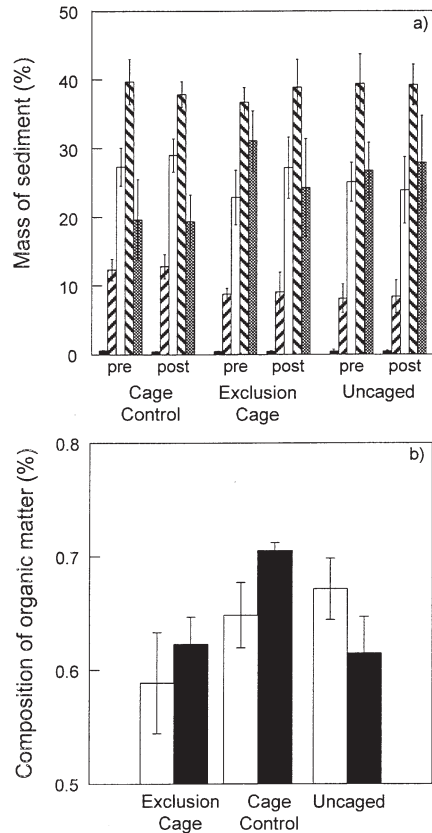 a)
Mass of sediment (%)
50
40
30
20
10
0
pre post pre post pre post
Cage Exclusion Uncaged
Control Cage
b)
Composition of organic matter (%)
0.8
0.7
0.6
0.5
Exclusion Cage Uncaged
Cage Control